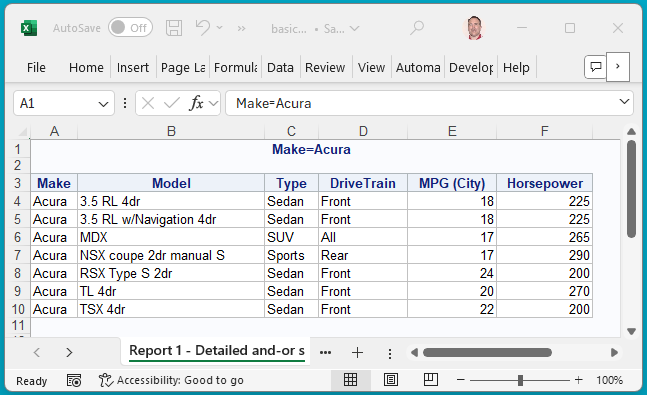 AutoSave Off » basic... • Sa...
File Home Insert Page La Formula Data Review View Automa Develop Help
A1 fx Make=Acura
A B C D E F
1 Make=Acura
2
3 Make Model Type DriveTrain MPG (City) Horsepower
4 Acura 3.5 RL 4dr Sedan Front 18 225
5 Acura 3.5 RL w/Navigation 4dr Sedan Front 18 225
6 Acura MDX SUV All 17 265
7 Acura NSX coupe 2dr manual S Sports Rear 17 290
8 Acura RSX Type S 2dr Sedan Front 24 200
9 Acura TL 4dr Sedan Front 20 270
10 Acura TSX 4dr Sedan Front 22 200
11
Report 1 - Detailed and-or s
Ready Accessibility: Good to go 100%